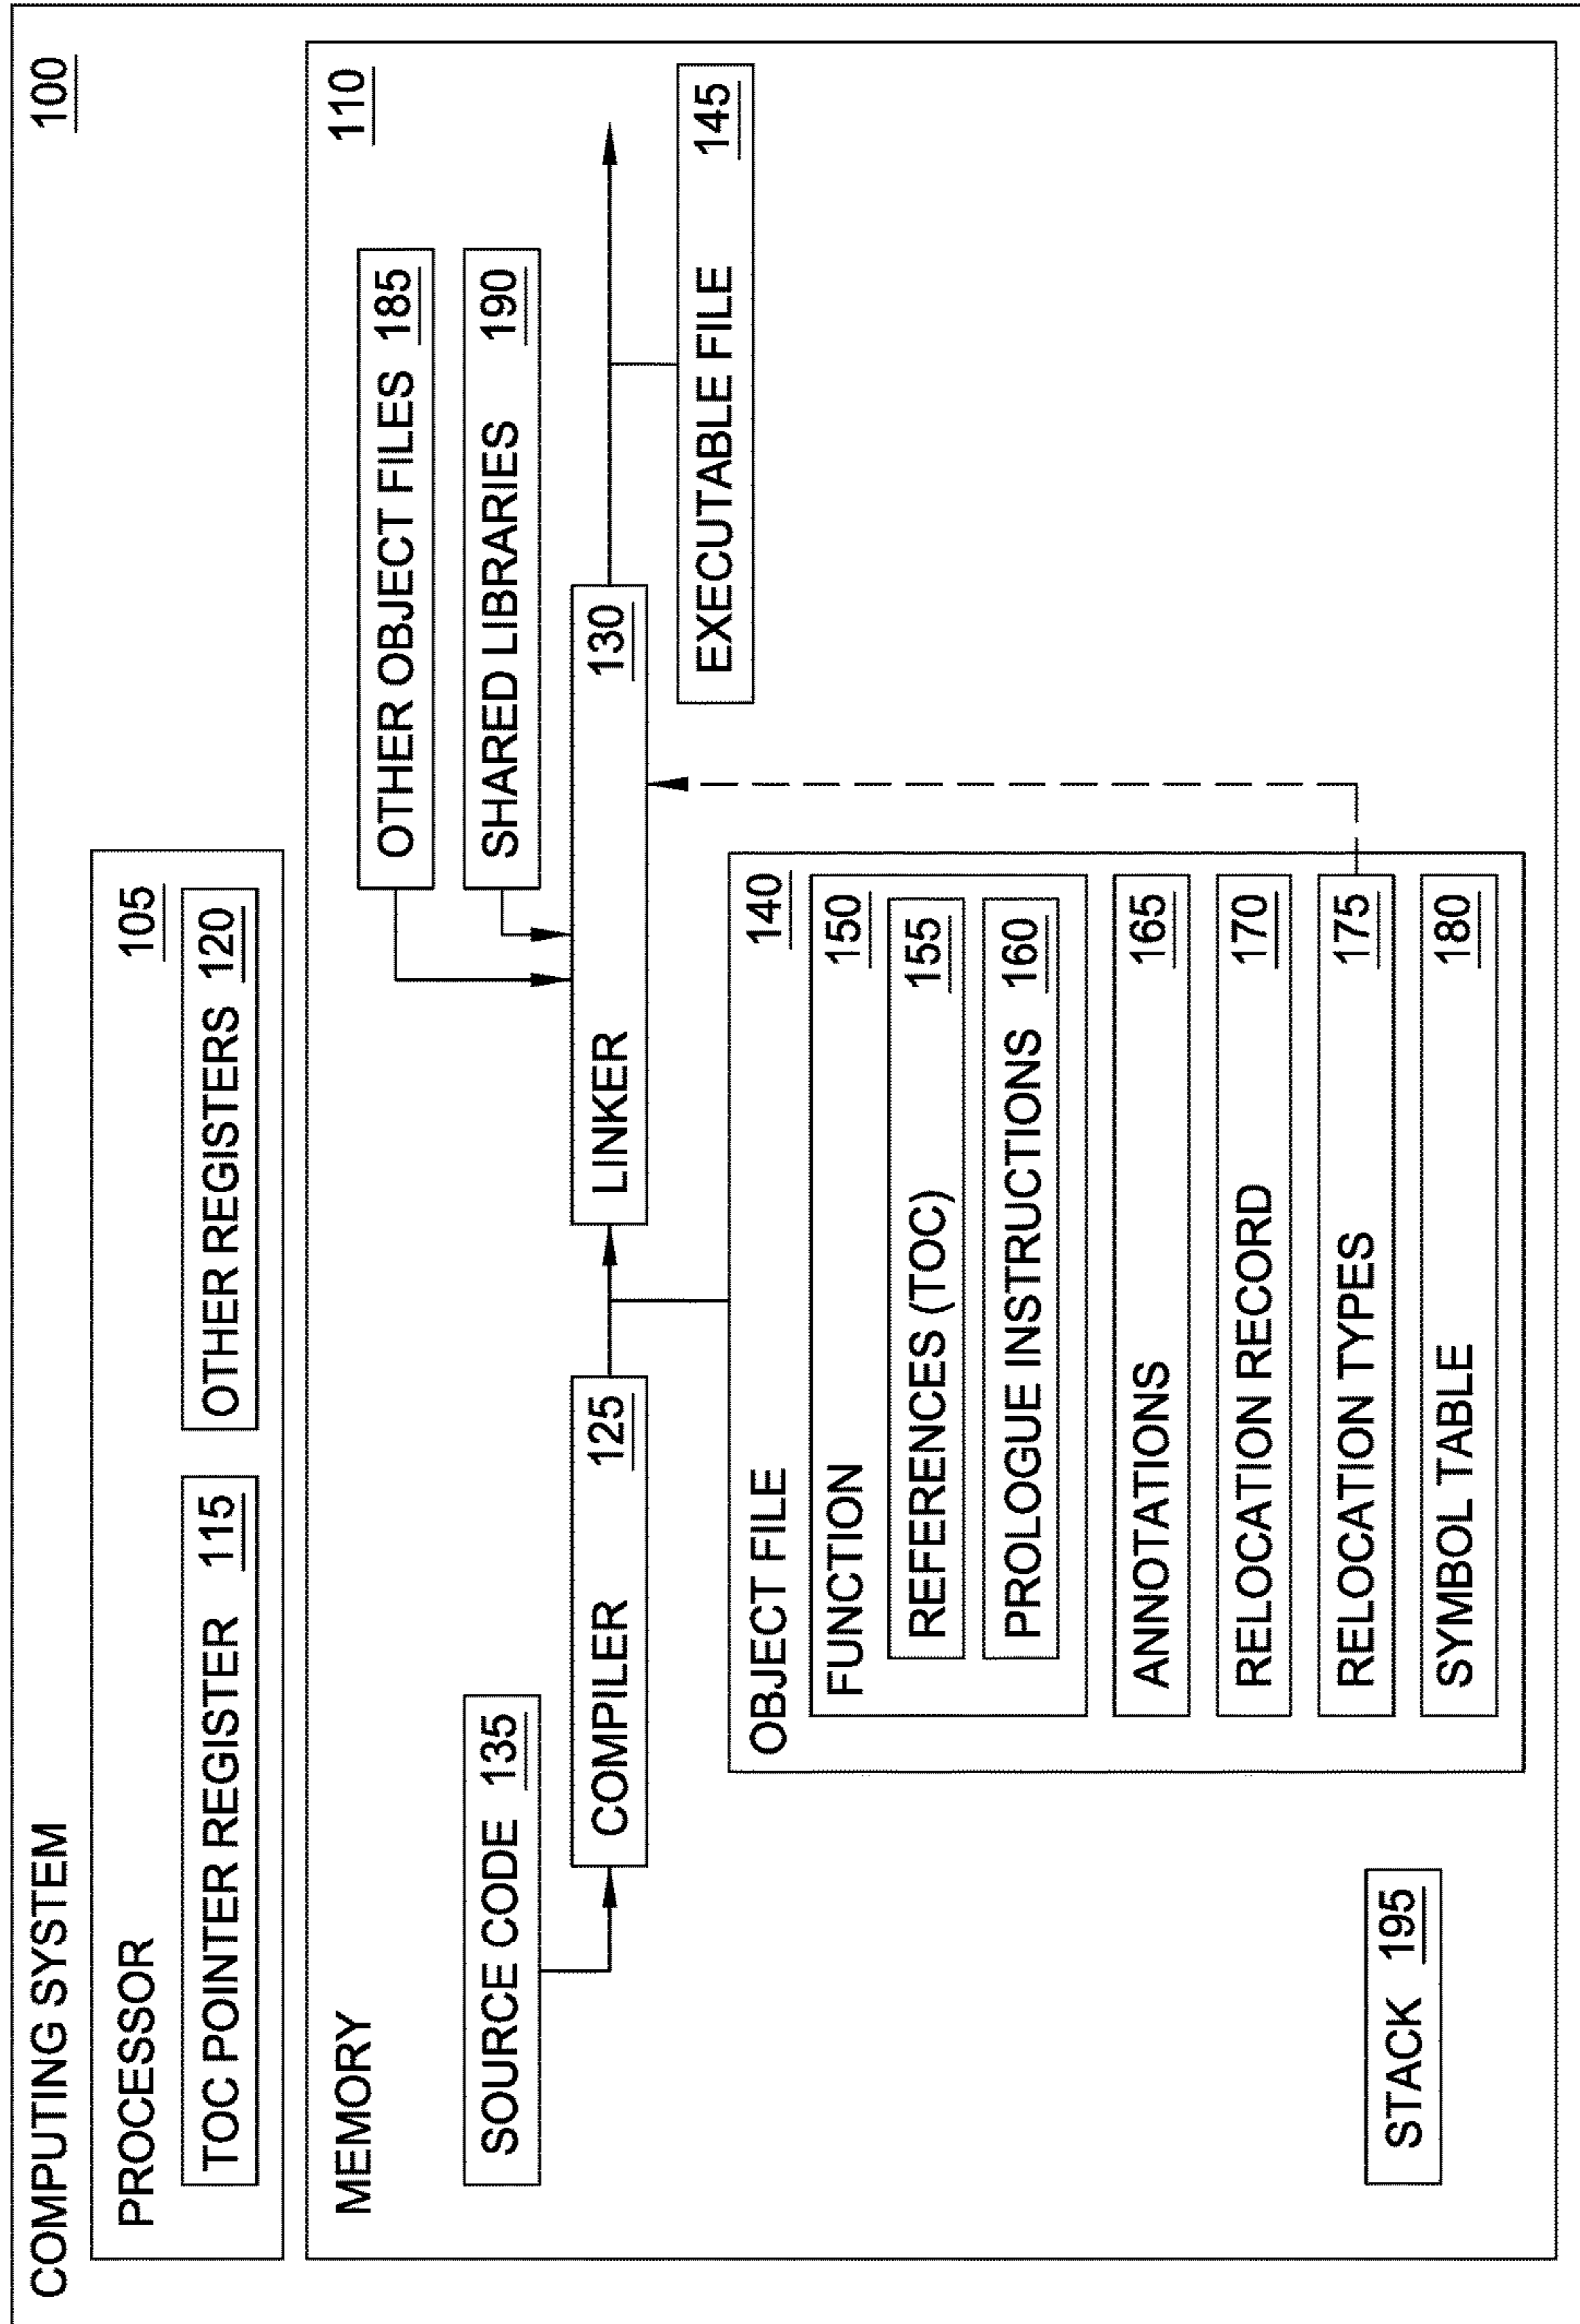 COMPUTING SYSTEM 100
PROCESSOR 105
TOC POINTER REGISTER 115
OTHER REGISTERS 120
MEMORY 110
OTHER OBJECT FILES 185
SOURCE CODE 135
SHARED LIBRARIES 190
COMPILER 125
LINKER 130
EXECUTABLE FILE 145
OBJECT FILE 140
FUNCTION 150
REFERENCES (TOC) 155
PROLOGUE INSTRUCTIONS 160
ANNOTATIONS 165
RELOCATION RECORD 170
RELOCATION TYPES 175
SYMBOL TABLE 180
STACK 195